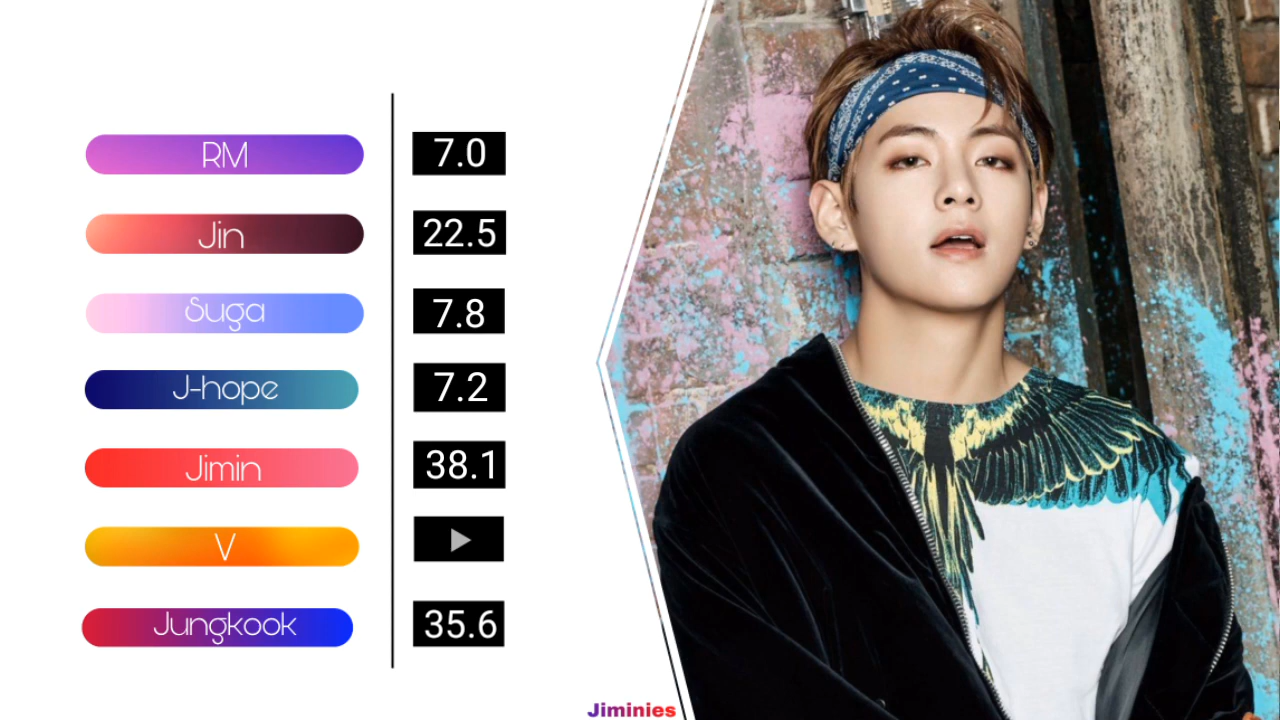 RM 7.0
Jin 22.5
Suga 7.8
J-hope 7.2
Jimin 38.1
V
Jungkook 35.6
Jiminies